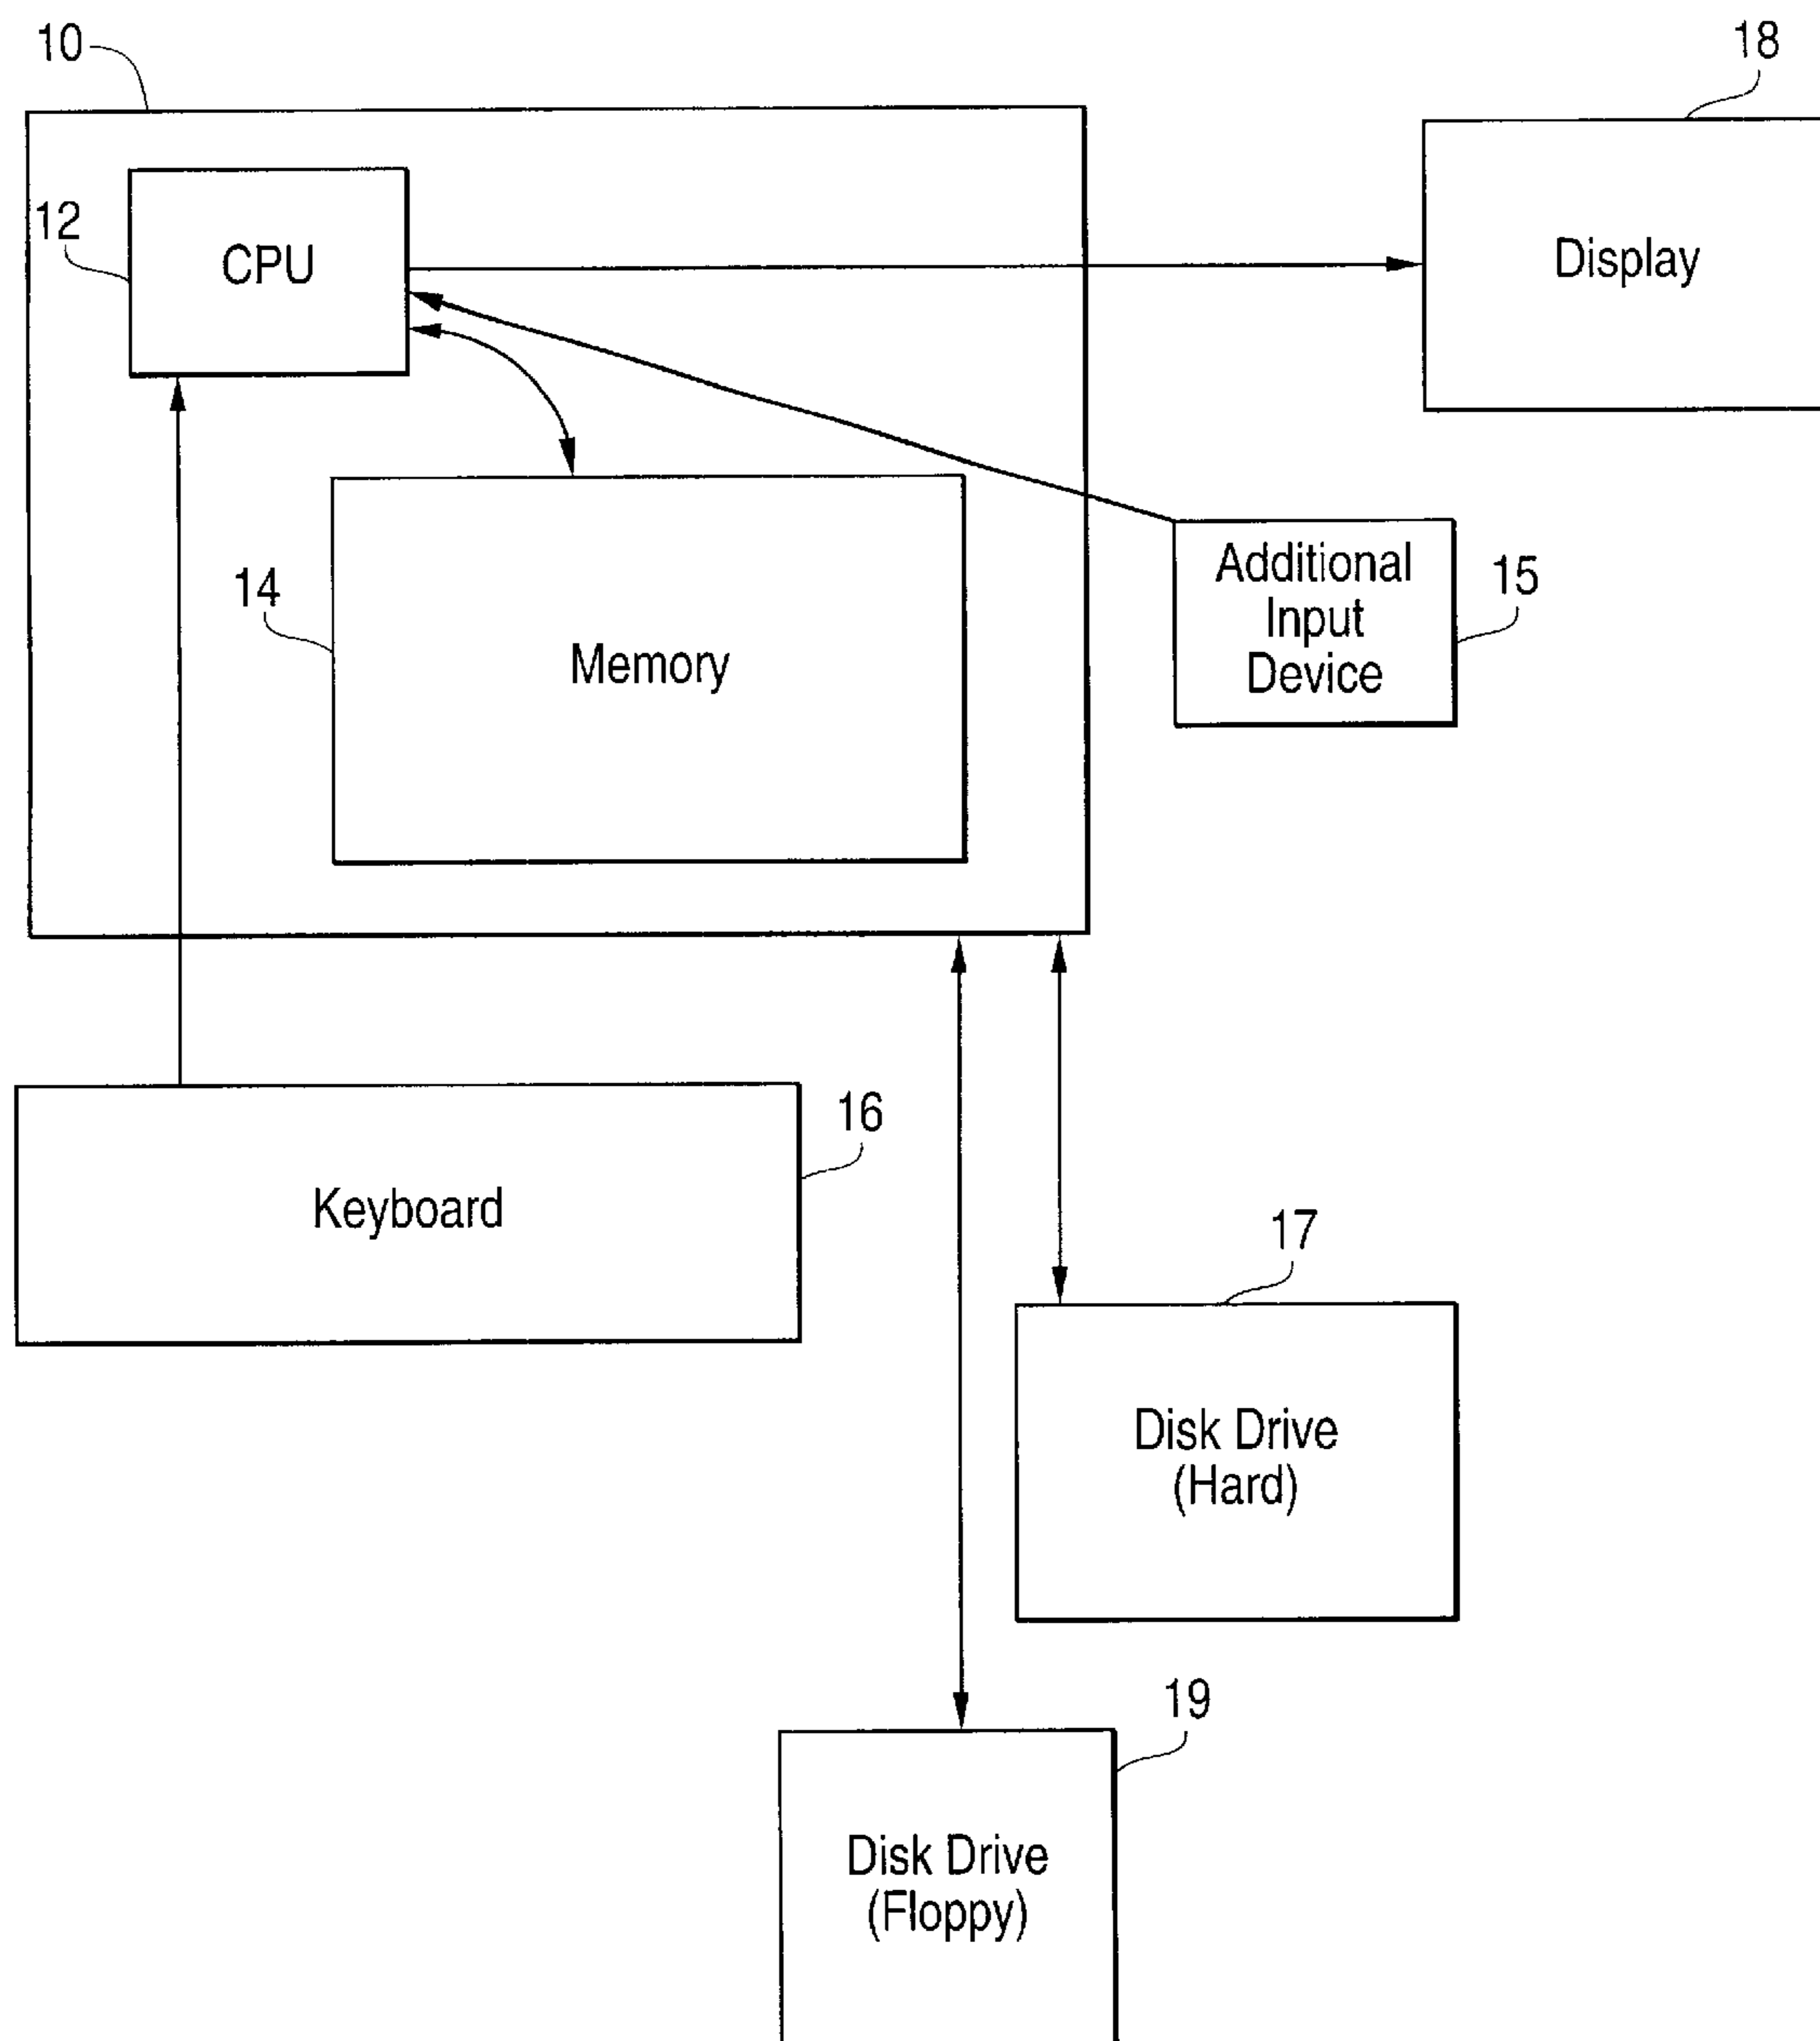 10
18
12
CPU
Display
14
Memory
Additional
Input
Device
15
16
Keyboard
17
Disk Drive
(Hard)
19
Disk Drive
(Floppy)